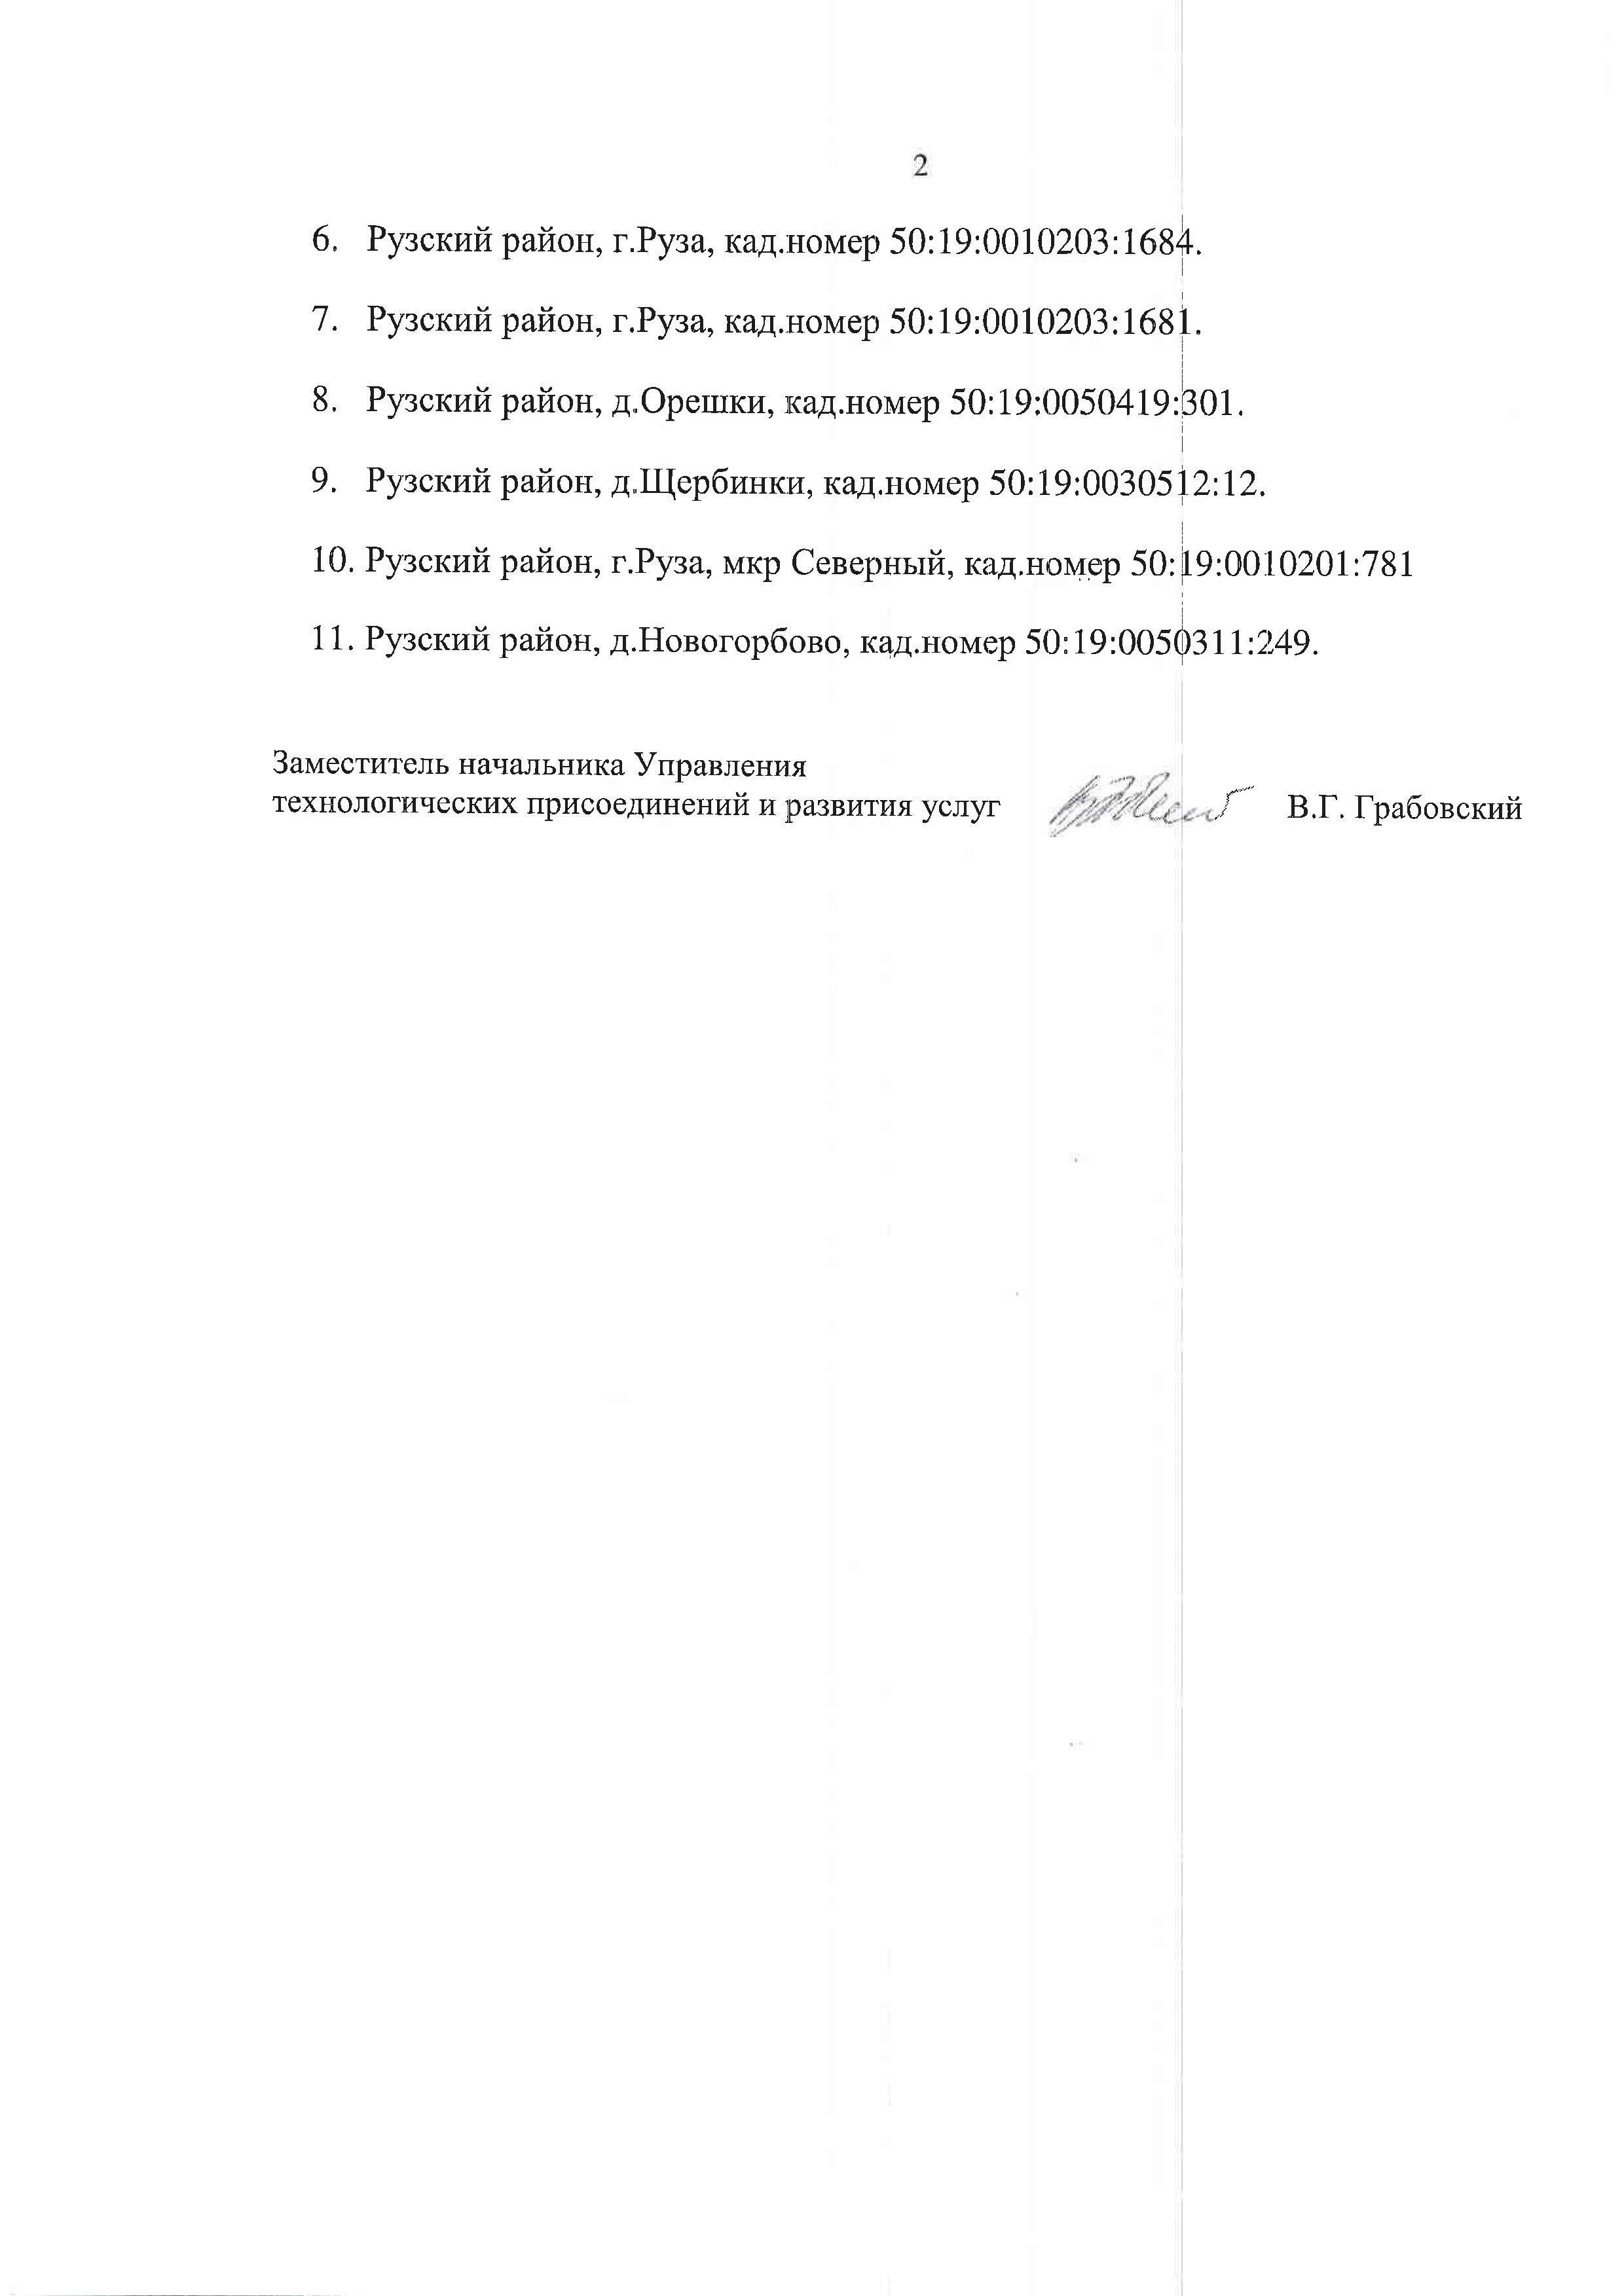 2
6. Рузский район, г.Руза, кад.номер 50:19:0010203:1684.
7. Рузский район, г.Руза, кад.номер 50:19:0010203:1681.
8. Рузский район, д.Орешки, кад.номер 50:19:0050419:301.
9. Рузский район, д.Щербинки, кад.номер 50:19:0030512:12.
10. Рузский район, г.Руза, мкр Северный, кад.номер 50:19:0010201:781
11. Рузский район, д.Новогорбово, кад.номер 50:19:0050311:249.
Заместитель начальника Управления
технологических присоединений и развития услуг В.Г. Грабовский